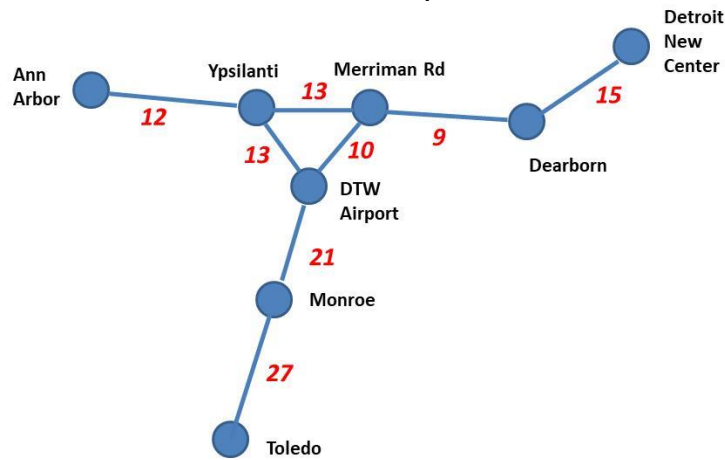 Detroit
New
Center
Ann
Arbor
Ypsilanti
Merriman Rd
13
12
15
13
10
9
Dearborn
DTW
Airport
21
Monroe
27
Toledo